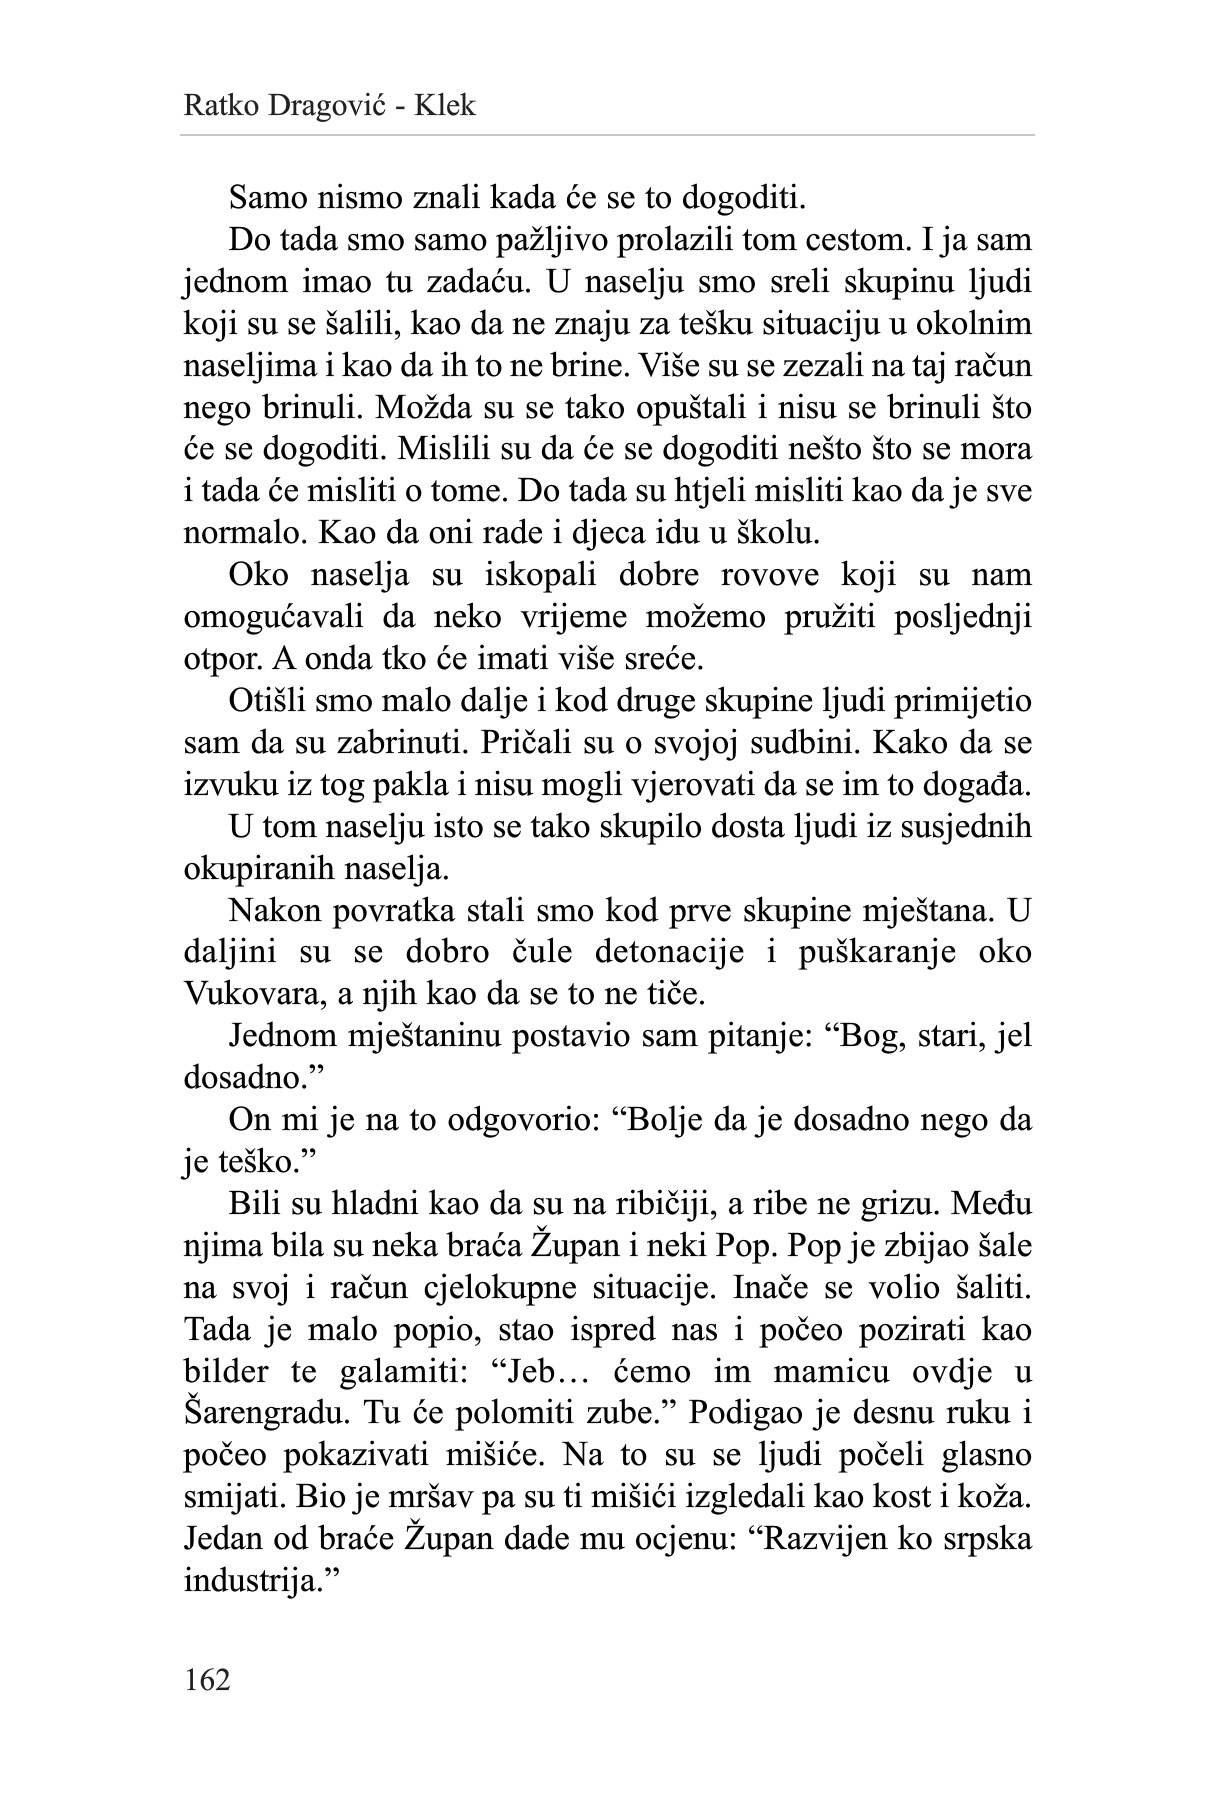 Ratko Dragović - Klek
Samo nismo znali kada će se to dogoditi.
Do tada smo samo pažljivo prolazili tom cestom. I ja sam
jednom imao tu zadaću. U naselju smo sreli skupinu ljudi
koji su se šalili, kao da ne znaju za tešku situaciju u okolnim
naseljima i kao da ih to ne brine. Više su se zezali na taj račun
nego brinuli. Možda su se tako opuštali i nisu se brinuli što
će se dogoditi. Mislili su da će se dogoditi nešto što se mora
i tada će misliti o tome. Do tada su htjeli misliti kao da je sve
normalo. Kao da oni rade i djeca idu u školu.
Oko naselja su iskopali dobre rovove koji su nam
omogućavali da neko vrijeme možemo pružiti posljednji
otpor. A onda tko će imati više sreće.
Otišli smo malo dalje i kod druge skupine ljudi primijetio
sam da su zabrinuti. Pričali su o svojoj sudbini. Kako da se
izvuku iz tog pakla i nisu mogli vjerovati da se im to događa.
U tom naselju isto se tako skupilo dosta ljudi iz susjednih
okupiranih naselja.
Nakon povratka stali smo kod prve skupine mještana. U
daljini su se dobro čule detonacije i puškaranje oko
Vukovara, a njih kao da se to ne tiče.
Jednom mještaninu postavio sam pitanje: “Bog, stari, jel
dosadno.”
On mi je na to odgovorio: “Bolje da je dosadno nego da
je teško.”
Bili su hladni kao da su na ribičiji, a ribe ne grizu. Među
njima bila su neka braća Župan i neki Pop. Pop je zbijao šale
na svoj i račun cjelokupne situacije. Inače se volio šaliti.
Tada je malo popio, stao ispred nas i počeo pozirati kao
bilder te galamiti: “Jeb… ćemo im mamicu ovdje u
Šarengradu. Tu će polomiti zube.” Podigao je desnu ruku i
počeo pokazivati mišiće. Na to su se ljudi počeli glasno
smijati. Bio je mršav pa su ti mišići izgledali kao kost i koža.
Jedan od braće Župan dade mu ocjenu: “Razvijen ko srpska
industrija.”
162